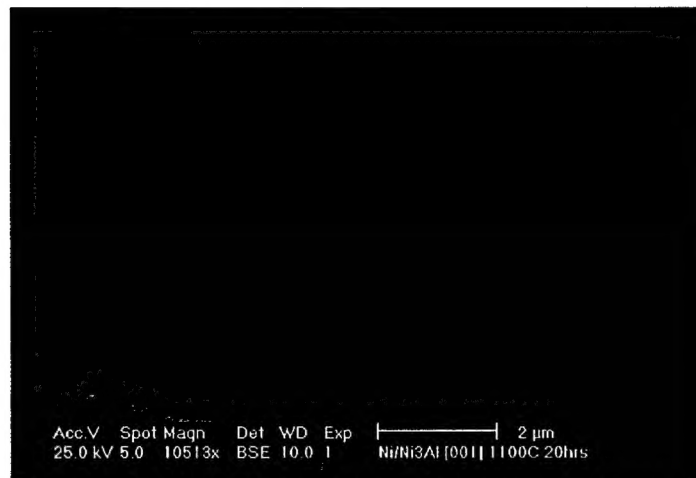 Acc.V Spot Magn Det WD Exp 2 µm
25.0 kV 5.0 10513x BSE 10.0 1 Ni/Ni3Al [001] 1100C 20hrs